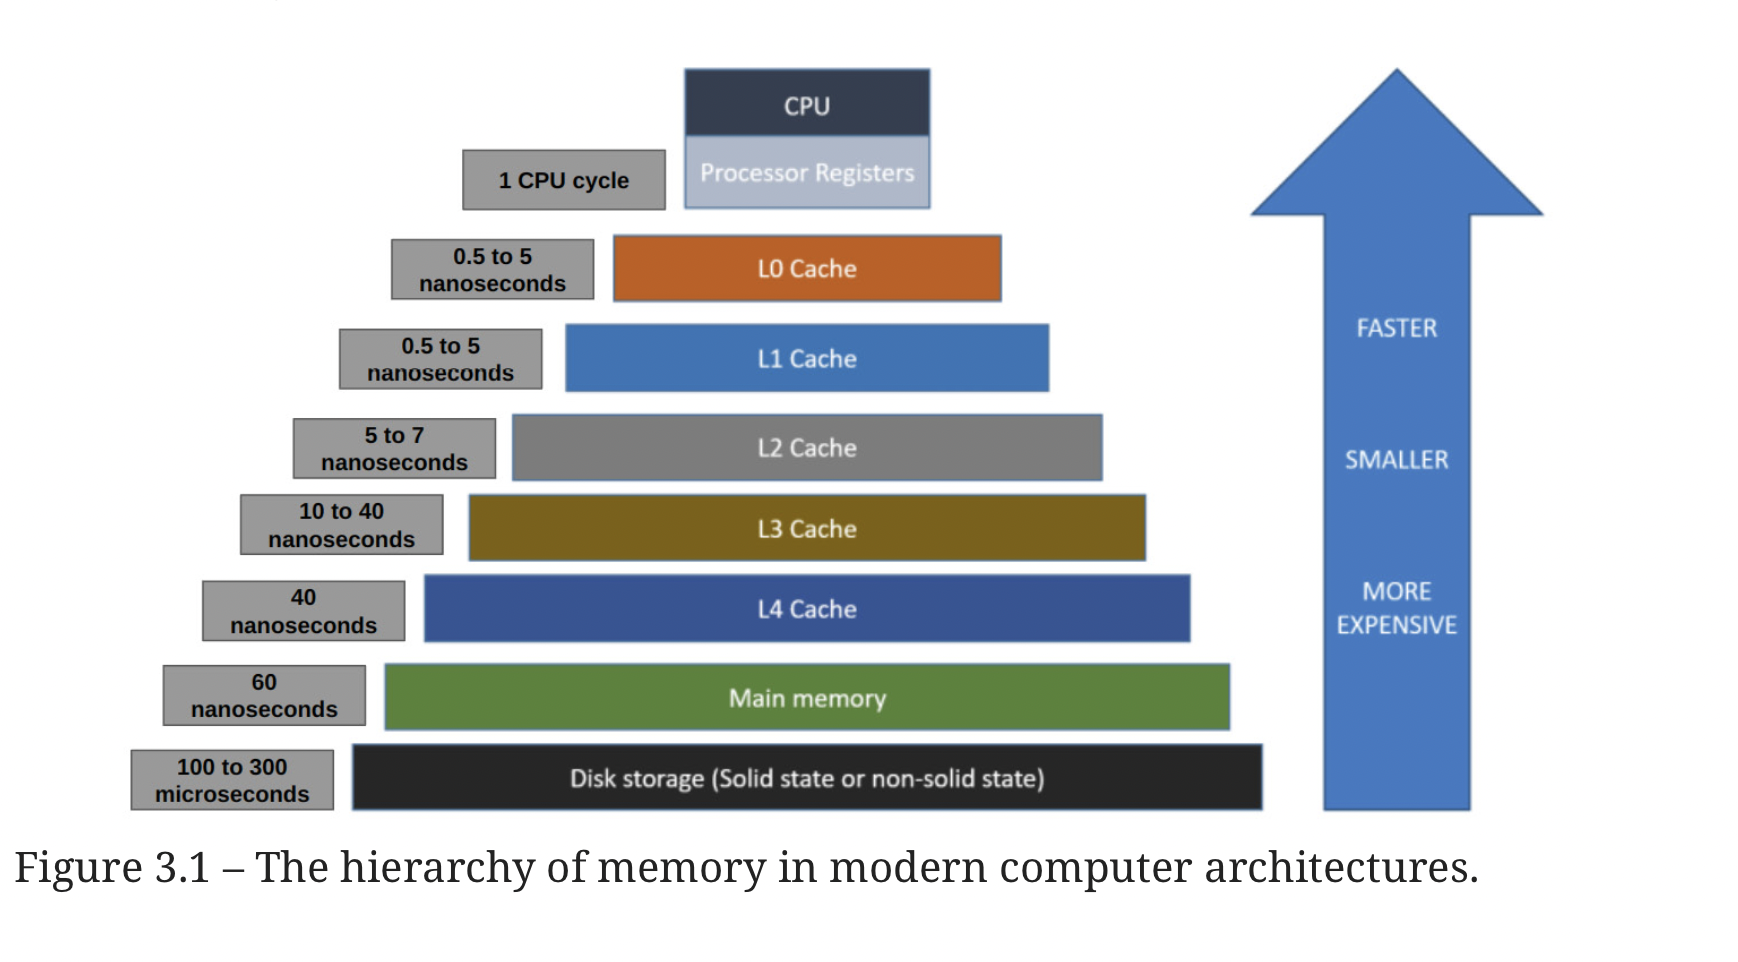 CPU
1 CPU cycle
Processor Registers
0.5 to 5
nanoseconds
L0 Cache
0.5 to 5
nanoseconds
L1 Cache
5 to 7
nanoseconds
L2 Cache
10 to 40
nanoseconds
L3 Cache
40
nanoseconds
L4 Cache
60
nanoseconds
Main memory
100 to 300
microseconds
Disk storage (Solid state or non-solid state)
FASTER
SMALLER
MORE
EXPENSIVE
Figure 3.1 – The hierarchy of memory in modern computer architectures.